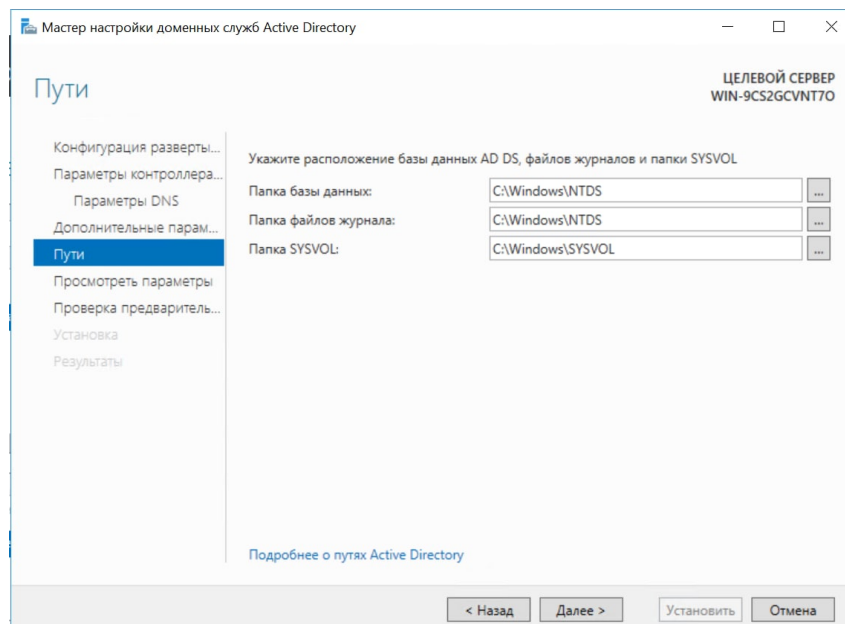 Мастер настройки доменных служб Active Directory
Пути
ЦЕЛЕВОЙ СЕРВЕР
WIN-9CS2GCVNT7O
Конфигурация разверты...
Параметры контроллера...
Параметры DNS
Дополнительные парам...
Пути
Просмотреть параметры
Проверка предваритель...
Установка
Результаты
Укажите расположение базы данных AD DS, файлов журналов и папки SYSVOL
Папка базы данных: C:\Windows\NTDS ...
Папка файлов журнала: C:\Windows\NTDS ...
Папка SYSVOL: C:\Windows\SYSVOL ...
Подробнее о путях Active Directory
< Назад Далее > Установить Отмена